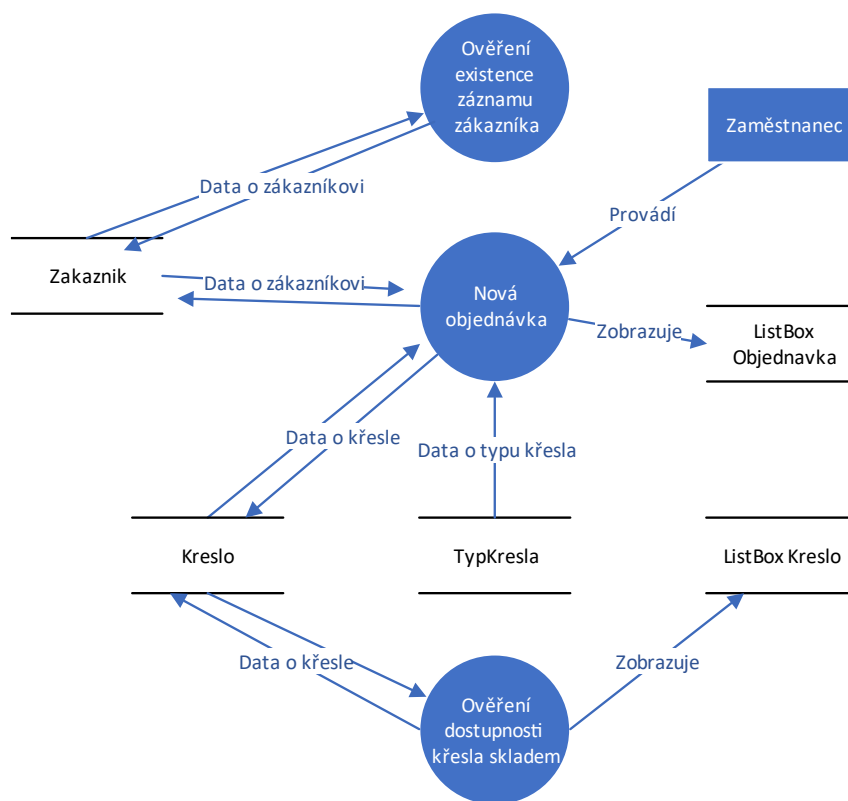 Ověření
existence
záznamu
zákazníka
Zaměstnanec
Data o zákazníkovi
Provádí
Zakaznik
Data o zákazníkovi
Nová
objednávka
Zobrazuje
ListBox
Objednavka
Data o křesle
Data o typu křesla
Kreslo
TypKresla
ListBox Kreslo
Data o křesle
Zobrazuje
Ověření
dostupnosti
křesla skladem